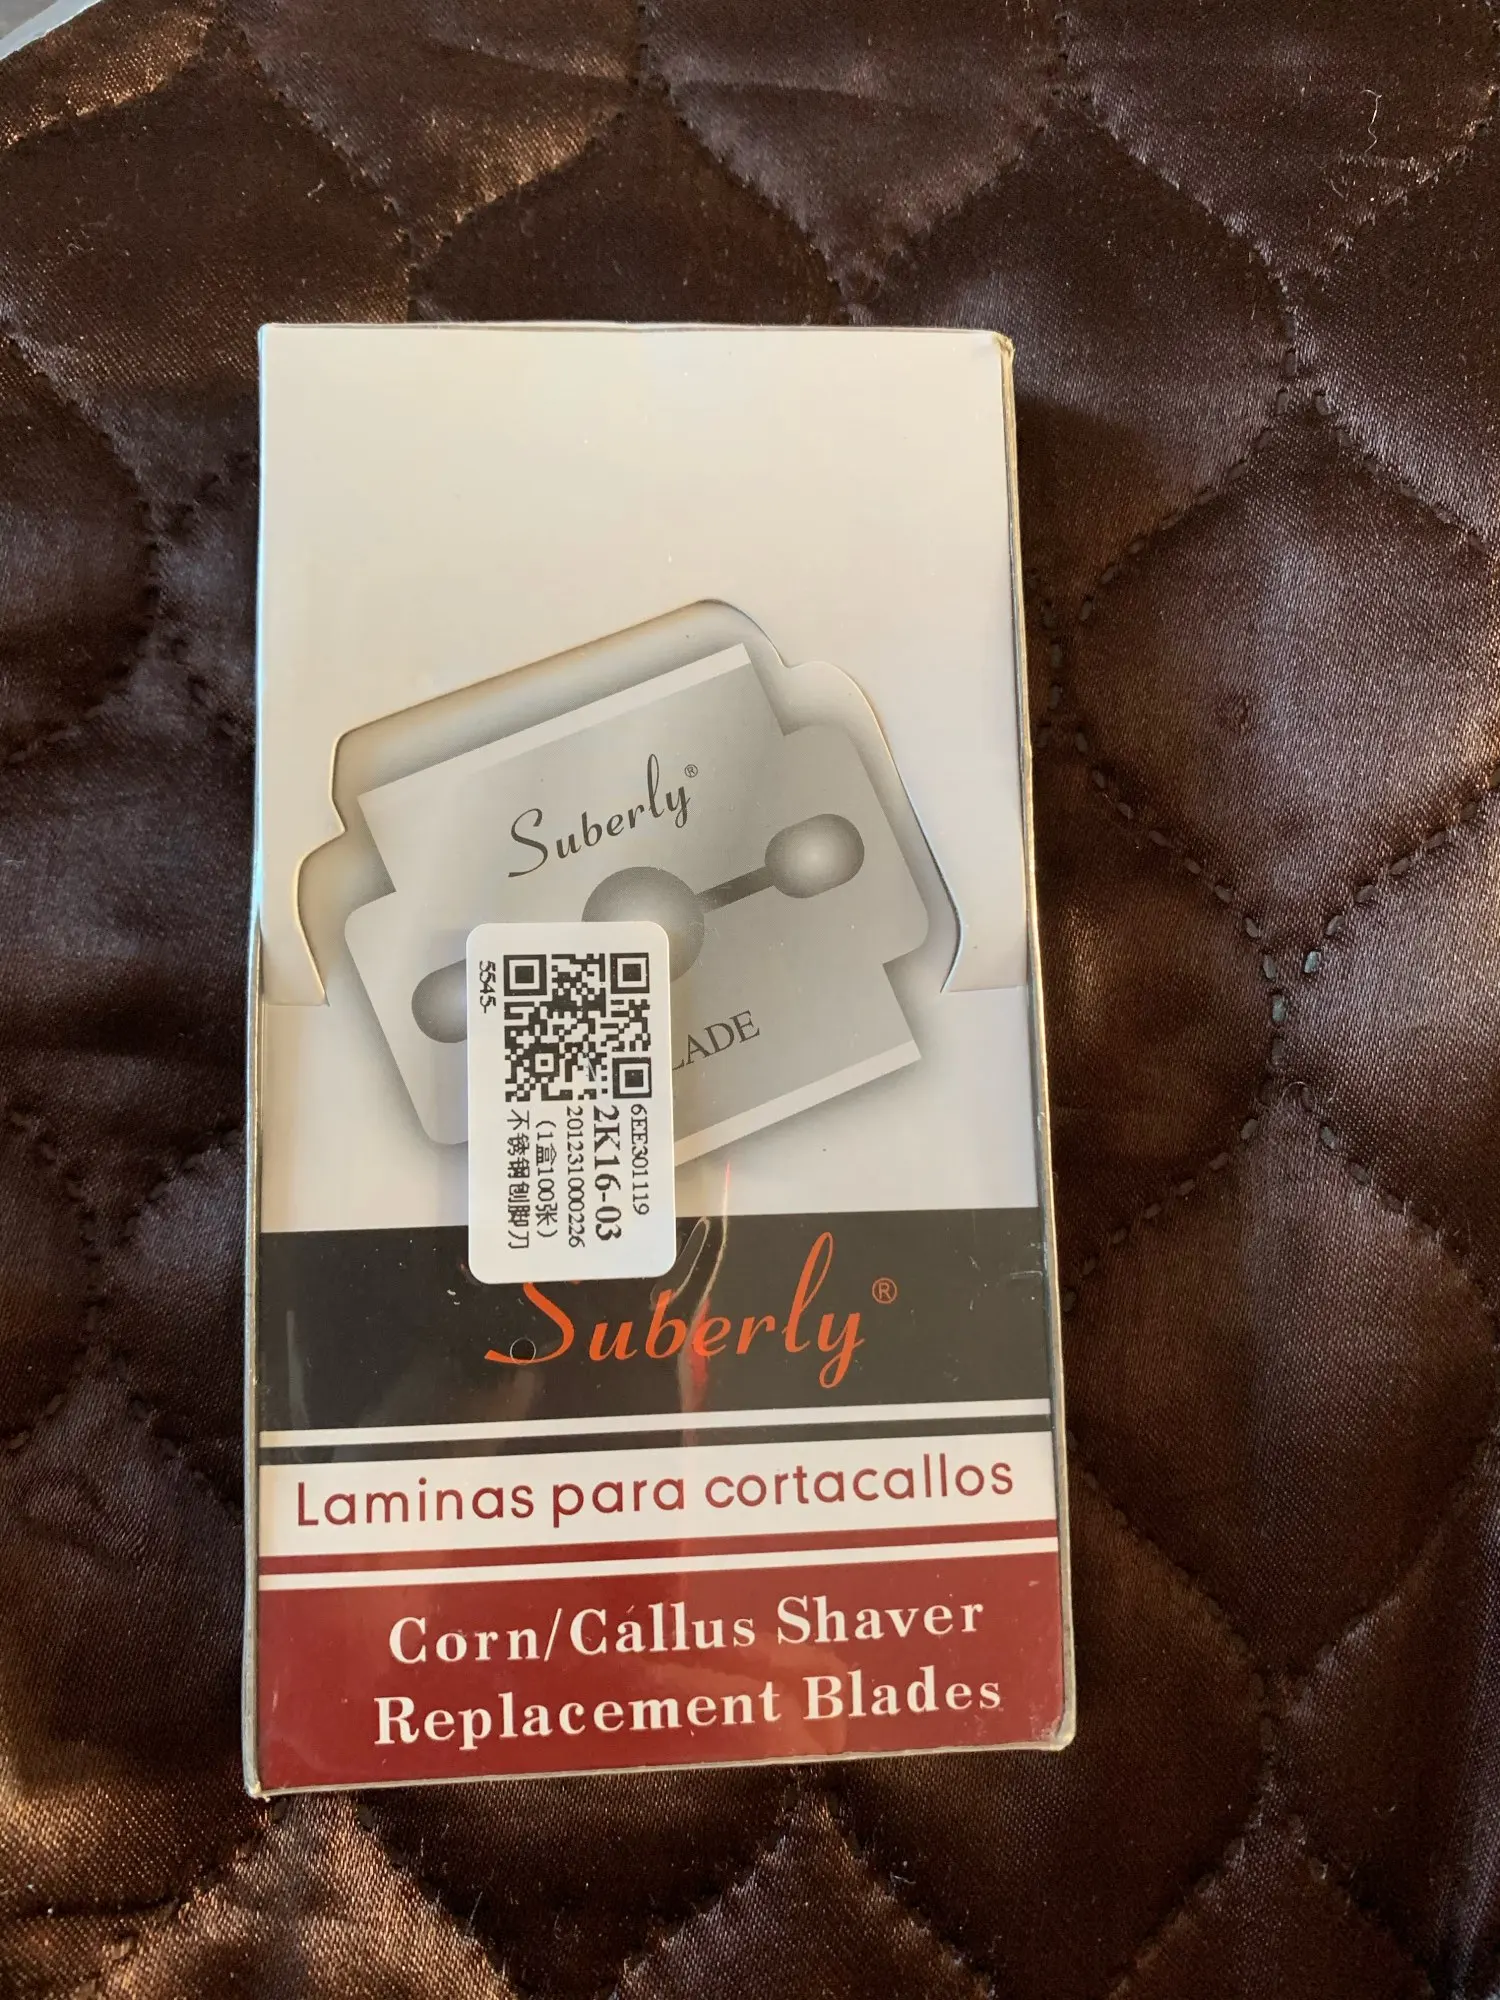 Suberly®
LADE
5545-
6EE301119
2K16-03
201231000226
(1盒100张)
不锈钢刨脚刀
Suberly®
Laminas para cortacallos
Corn/Callus Shaver
Replacement Blades